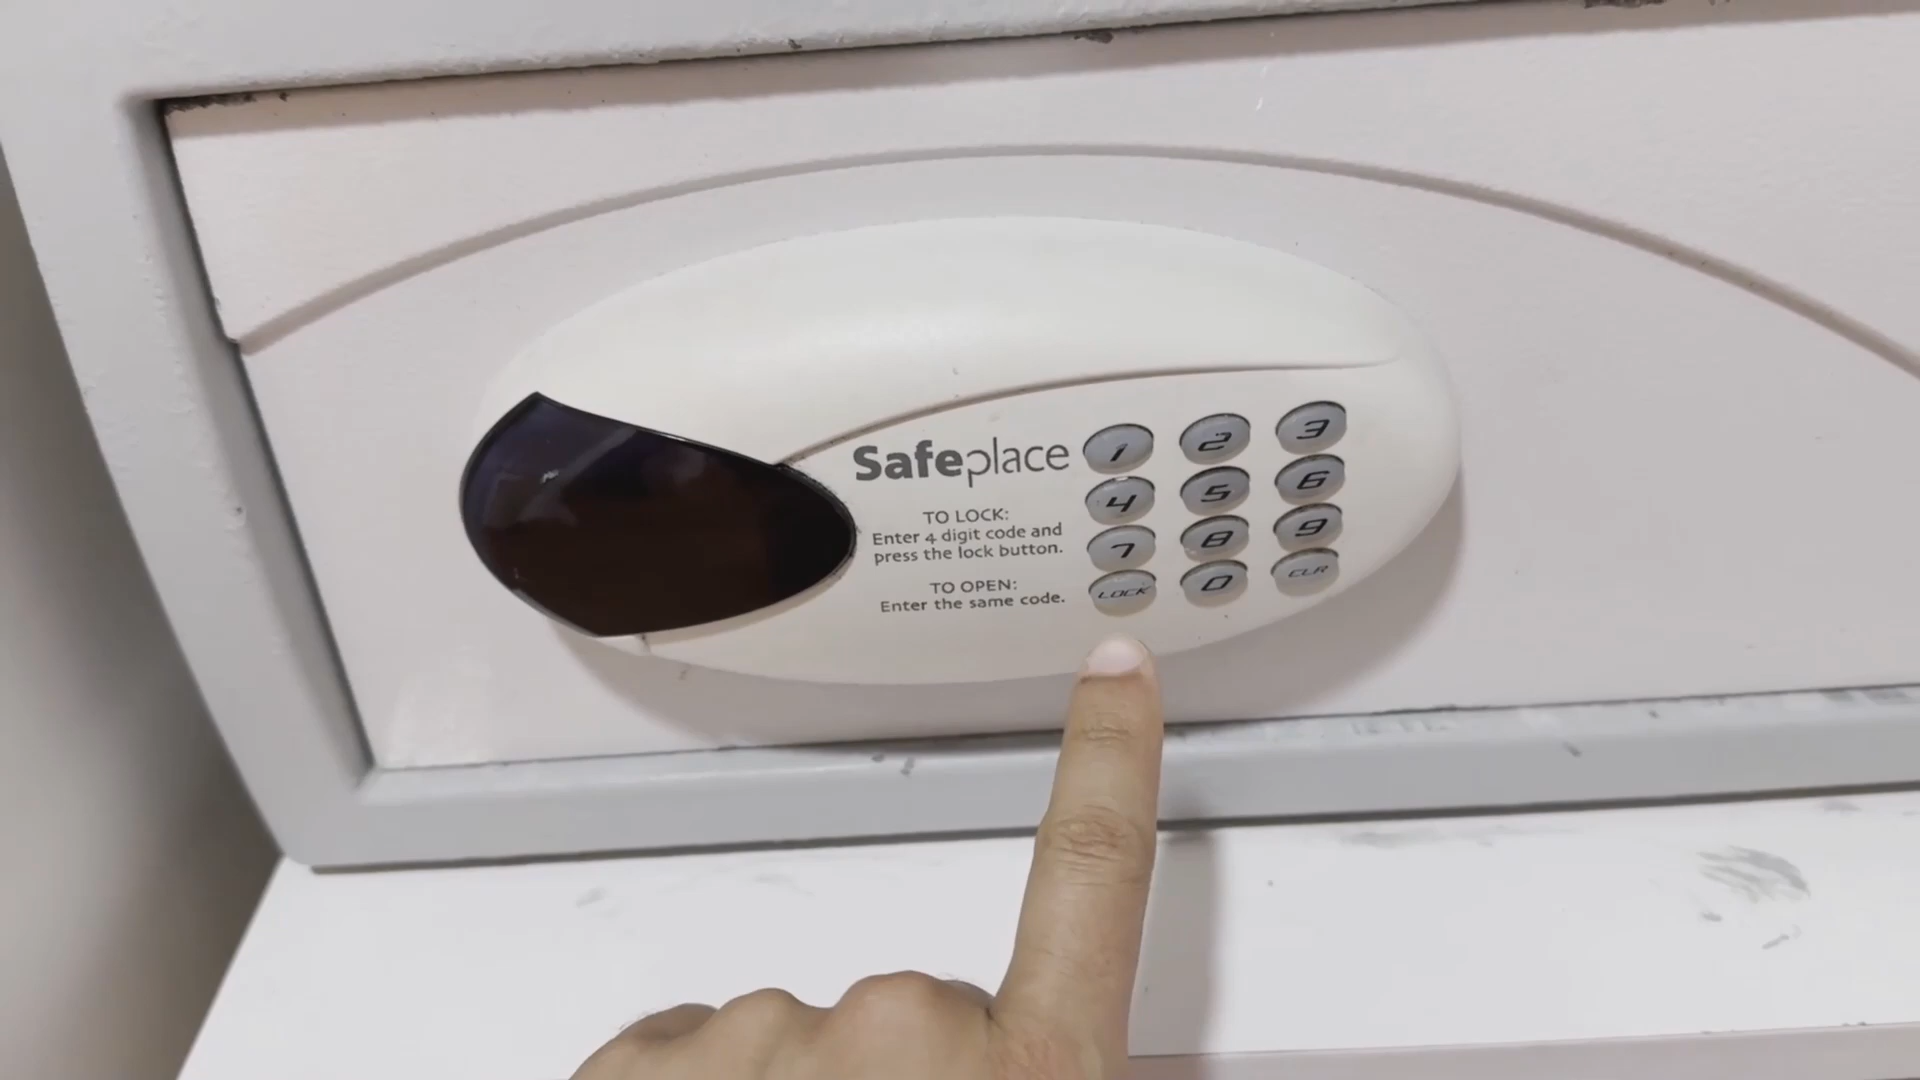 Safeplace
TO LOCK:
Enter 4 digit code and
press the lock button.
TO OPEN:
Enter the same code.
1 2 3
4 5 6
7 8 9
LOCK 0 CLR